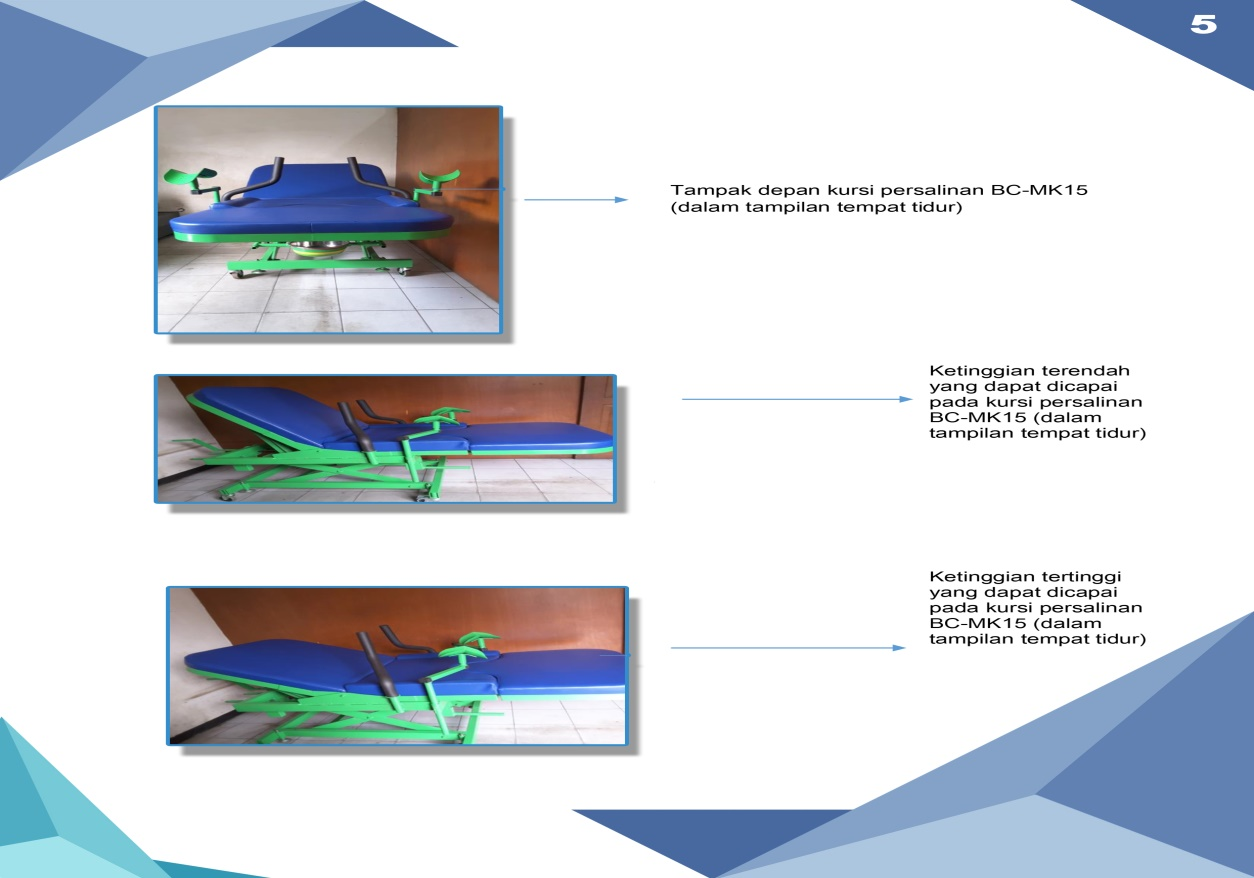 5
Tampak depan kursi persalinan BC-MK15
(dalam tampilan tempat tidur)
Ketinggian terendah
yang dapat dicapai
pada kursi persalinan
BC-MK15 (dalam
tampilan tempat tidur)
Ketinggian tertinggi
yang dapat dicapai
pada kursi persalinan
BC-MK15 (dalam
tampilan tempat tidur)